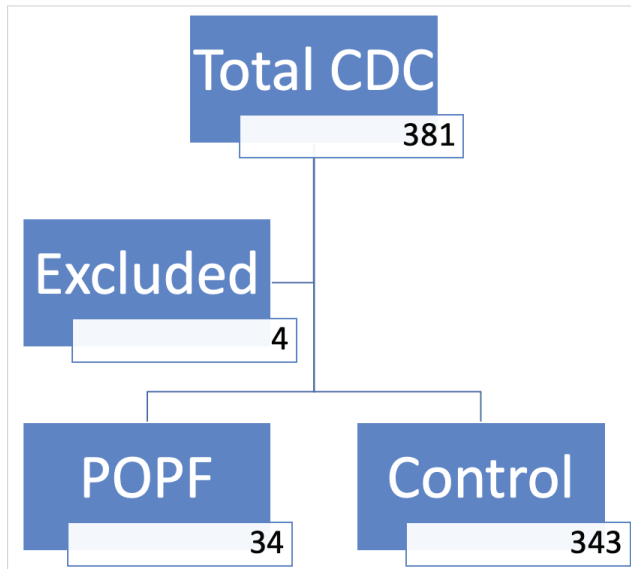 Total CDC
381
Excluded
4
POPF
34
Control
343